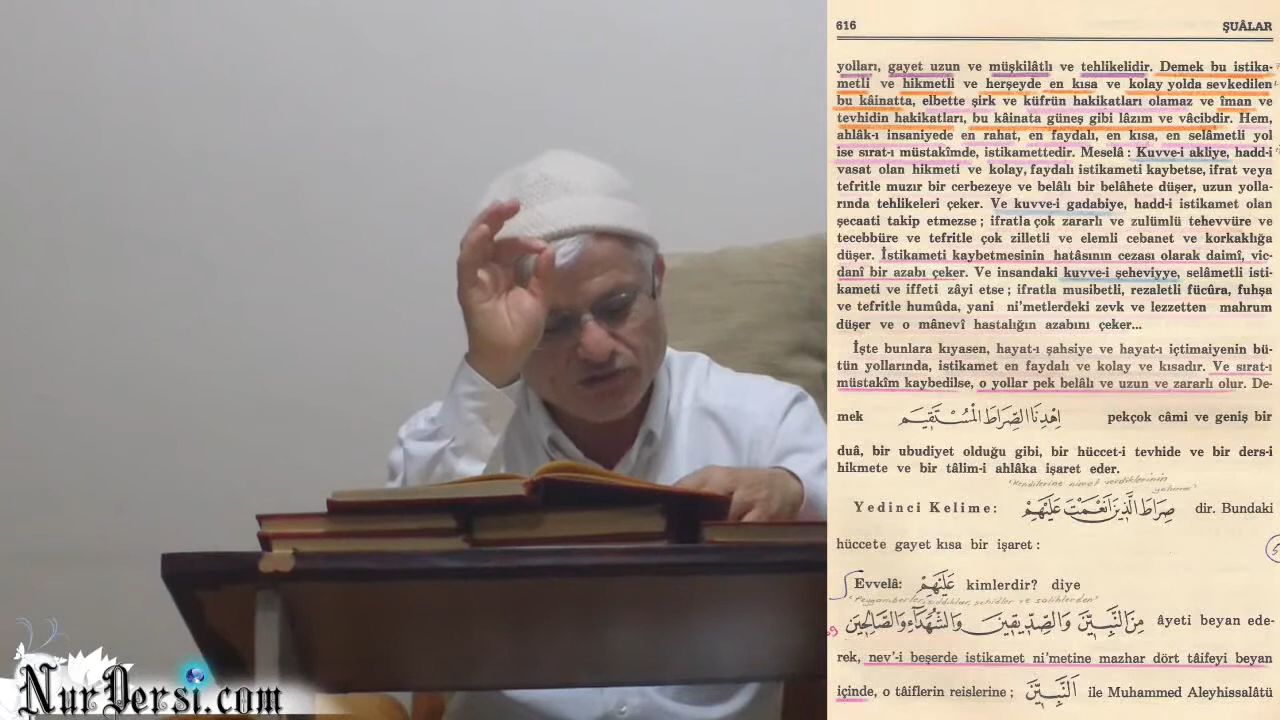 616 ŞUÂLAR
yolları, gayet uzun ve müşkilâtlı ve tehlikelidir. Demek bu istika-
metli ve hikmetli ve herşeyde en kısa ve kolay yolda sevkedilen
bu kâinatta, elbette şirk ve küfrün hakikatları olamaz ve îman ve
tevhidin hakikatları, bu kâinata güneş gibi lâzım ve vâcibdir. Hem,
ahlâk-ı insaniyede en rahat, en faydalı, en kısa, en selâmetli yol
ise sırat-ı müstakîmde, istikamettedir. Meselâ : Kuvve-i akliye, hadd-i
vasat olan hikmeti ve kolay, faydalı istikameti kaybetse, ifrat veya
tefritle muzır bir cerbezeye ve belâlı bir belâhete düşer, uzun yolla-
rında tehlikeleri çeker. Ve kuvve-i gadabiye, hadd-i istikamet olan
şecaati takip etmezse ; ifratla çok zararlı ve zulümlü tehevvüre ve
tecebbüre ve tefritle çok zilletli ve elemli cebanet ve korkaklığa
düşer. İstikameti kaybetmesinin hatâsının cezası olarak daimî, vic-
danî bir azabı çeker. Ve insandaki kuvve-i şeheviyye, selâmetli isti-
kameti ve iffeti zâyi etse ; ifratla musibetli, rezaletli fücûra, fuhşa
ve tefritle humûda, yani ni'metlerdeki zevk ve lezzetten mahrum
düşer ve o mânevî hastalığın azabını çeker...
İşte bunlara kıyasen, hayat-ı şahsiye ve hayat-ı içtimaiyenin bü-
tün yollarında, istikamet en faydalı ve kolay ve kısadır. Ve sırat-ı
müstakîm kaybedilse, o yollar pek belâlı ve uzun ve zararlı olur. De-
mek اِهْدِنَا الصِّرَاطَ الْمُسْتَقِيمَ pekçok câmi ve geniş bir
duâ, bir ubudiyet olduğu gibi, bir hüccet-i tevhide ve bir ders-i
hikmete ve bir tâlim-i ahlâka işaret eder.
"kendilerine nimet verdiklerinin
yoluna"
Yedinci Kelime: صِرَاطَ الَّذِينَ اَنْعَمْتَ عَلَيْهِمْ dir. Bundaki
hüccete gayet kısa bir işaret :
Evvelâ: عَلَيْهِمْ kimlerdir? diye
"Peygamberler, sıddıklar, şehidler ve salihlerden"
مِنَ النَّبِيِّنَ وَالصِّدِّيقِينَ وَالشُّهَدَاۤءِ وَالصَّالِحِينَ âyeti beyan ede-
rek, nev'-i beşerde istikamet ni'metine mazhar dört tâifeyi beyan
içinde, o tâiflerin reislerine ; اَلنَّبِيِّنَ ile Muhammed Aleyhissalâtü
NurDersi.com